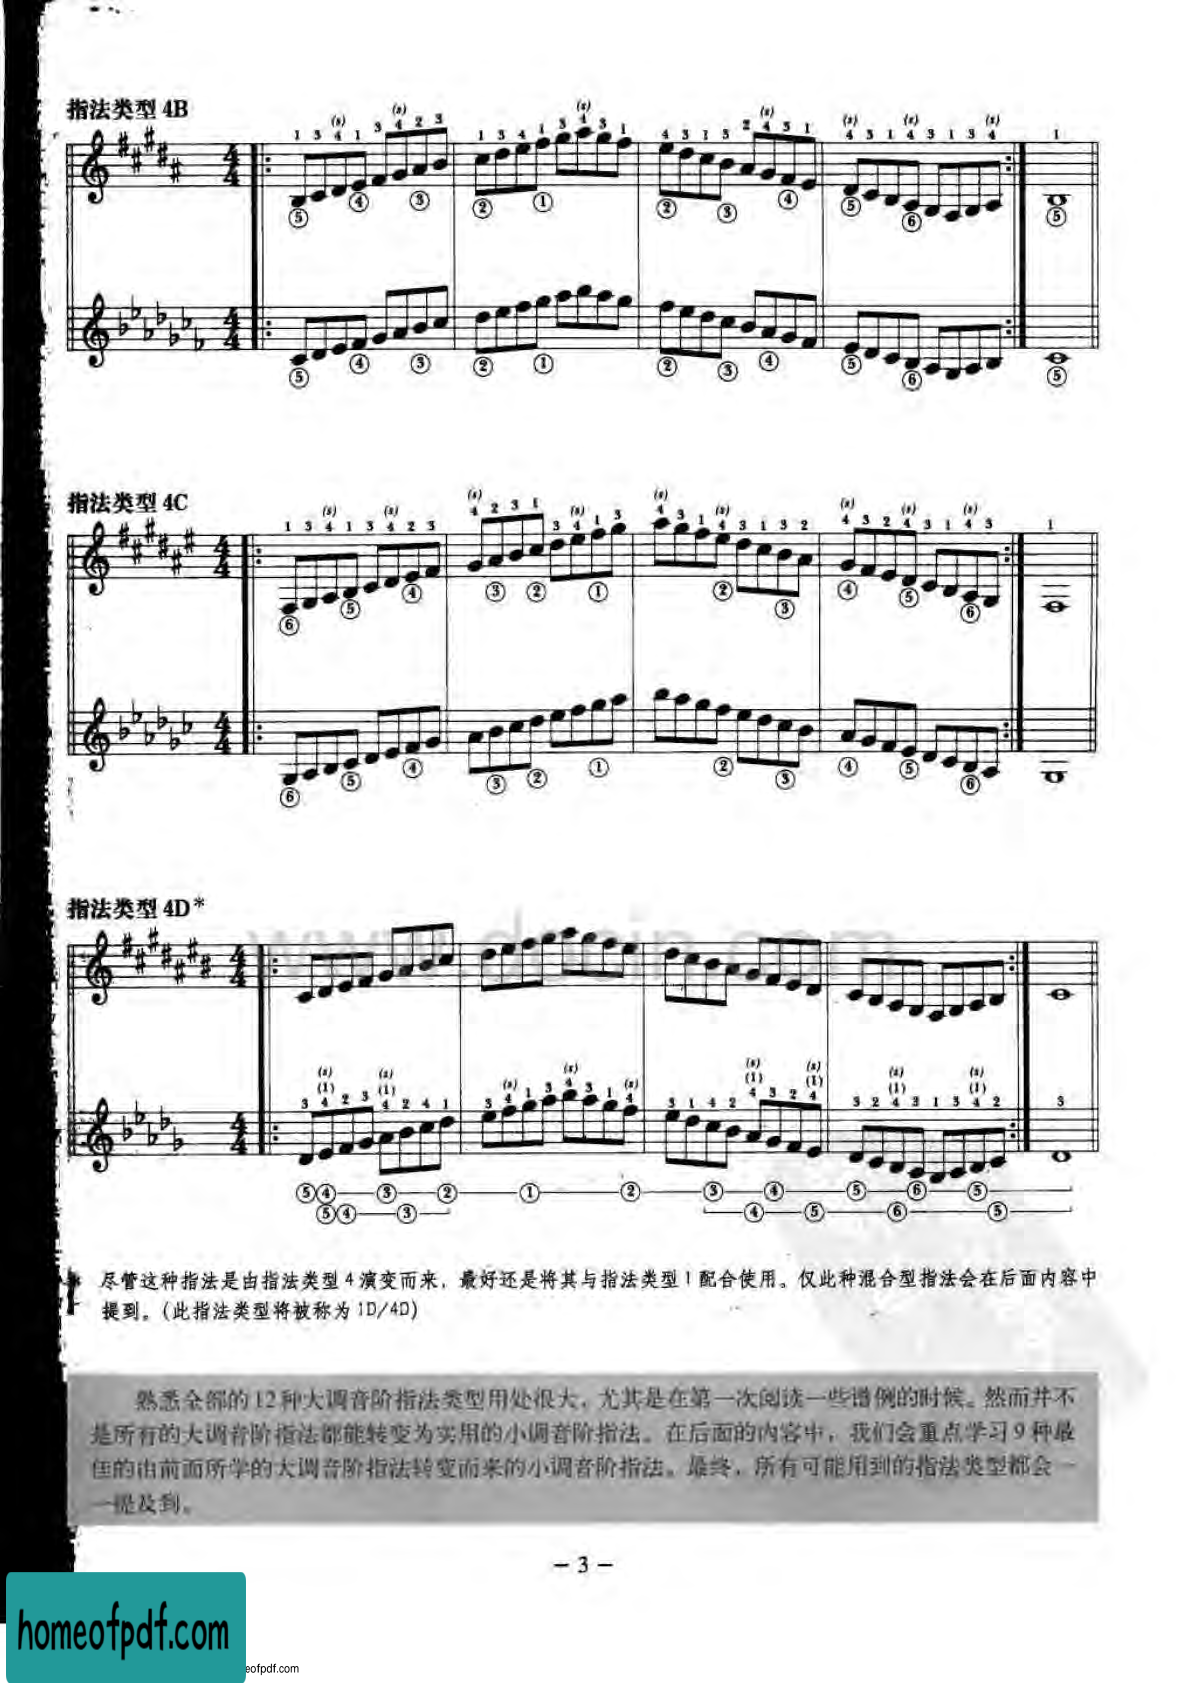 指法类型 4B
1 3 (s)4 1 3 (s)4 2 3 1 3 4 1 3 (s)4 3 1 4 3 1 3 2 (s)4 3 1 (s)4 3 1 (s)4 3 1 3 (s)4 1
⑤ ④ ③ ② ① ② ③ ④ ⑤ ⑥ ⑤
⑤ ④ ③ ② ① ② ③ ④ ⑤ ⑥ ⑤
指法类型 4C
1 3 (s)4 1 3 (s)4 2 3 (s)4 2 3 1 3 (s)4 1 3 (s)4 3 1 (s)4 3 1 3 2 (s)4 3 2 (s)4 3 1 (s)4 3 1
⑥ ⑤ ④ ③ ② ① ② ③ ④ ⑤ ⑥
⑥ ⑤ ④ ③ ② ① ② ③ ④ ⑤ ⑥
指法类型 4D*
3 (s)(1)4 2 3 (s)(1)4 2 4 1 3 (s)4 1 3 (s)4 3 1 (s)4 3 1 4 2 (s)(1)4 3 2 (s)(1)4 3 2 (s)(1)4 2 1 3 (s)(1)4 2 3
⑤④ ③ ② ① ② ③ ④ ⑤ ⑥ ⑤
⑤④ ③ ④ ⑤ ⑥ ⑤
* 尽管这种指法是由指法类型 4 演变而来，最好还是将其与指法类型 1 配合使用。仅此种混合型指法会在后面内容中
提到。(此指法类型将被称为 1D/4D)
熟悉全部的 12 种大调音阶指法类型用处很大，尤其是在第一次阅读一些谱例的时候。然而并不
是所有的大调音阶指法都能转变为实用的小调音阶指法。在后面的内容中，我们会重点学习 9 种最
佳的由前面所学的大调音阶指法转变而来的小调音阶指法。最终，所有可能用到的指法类型都会一
一提及到。
– 3 –
homeofpdf.com
eofpdf.com